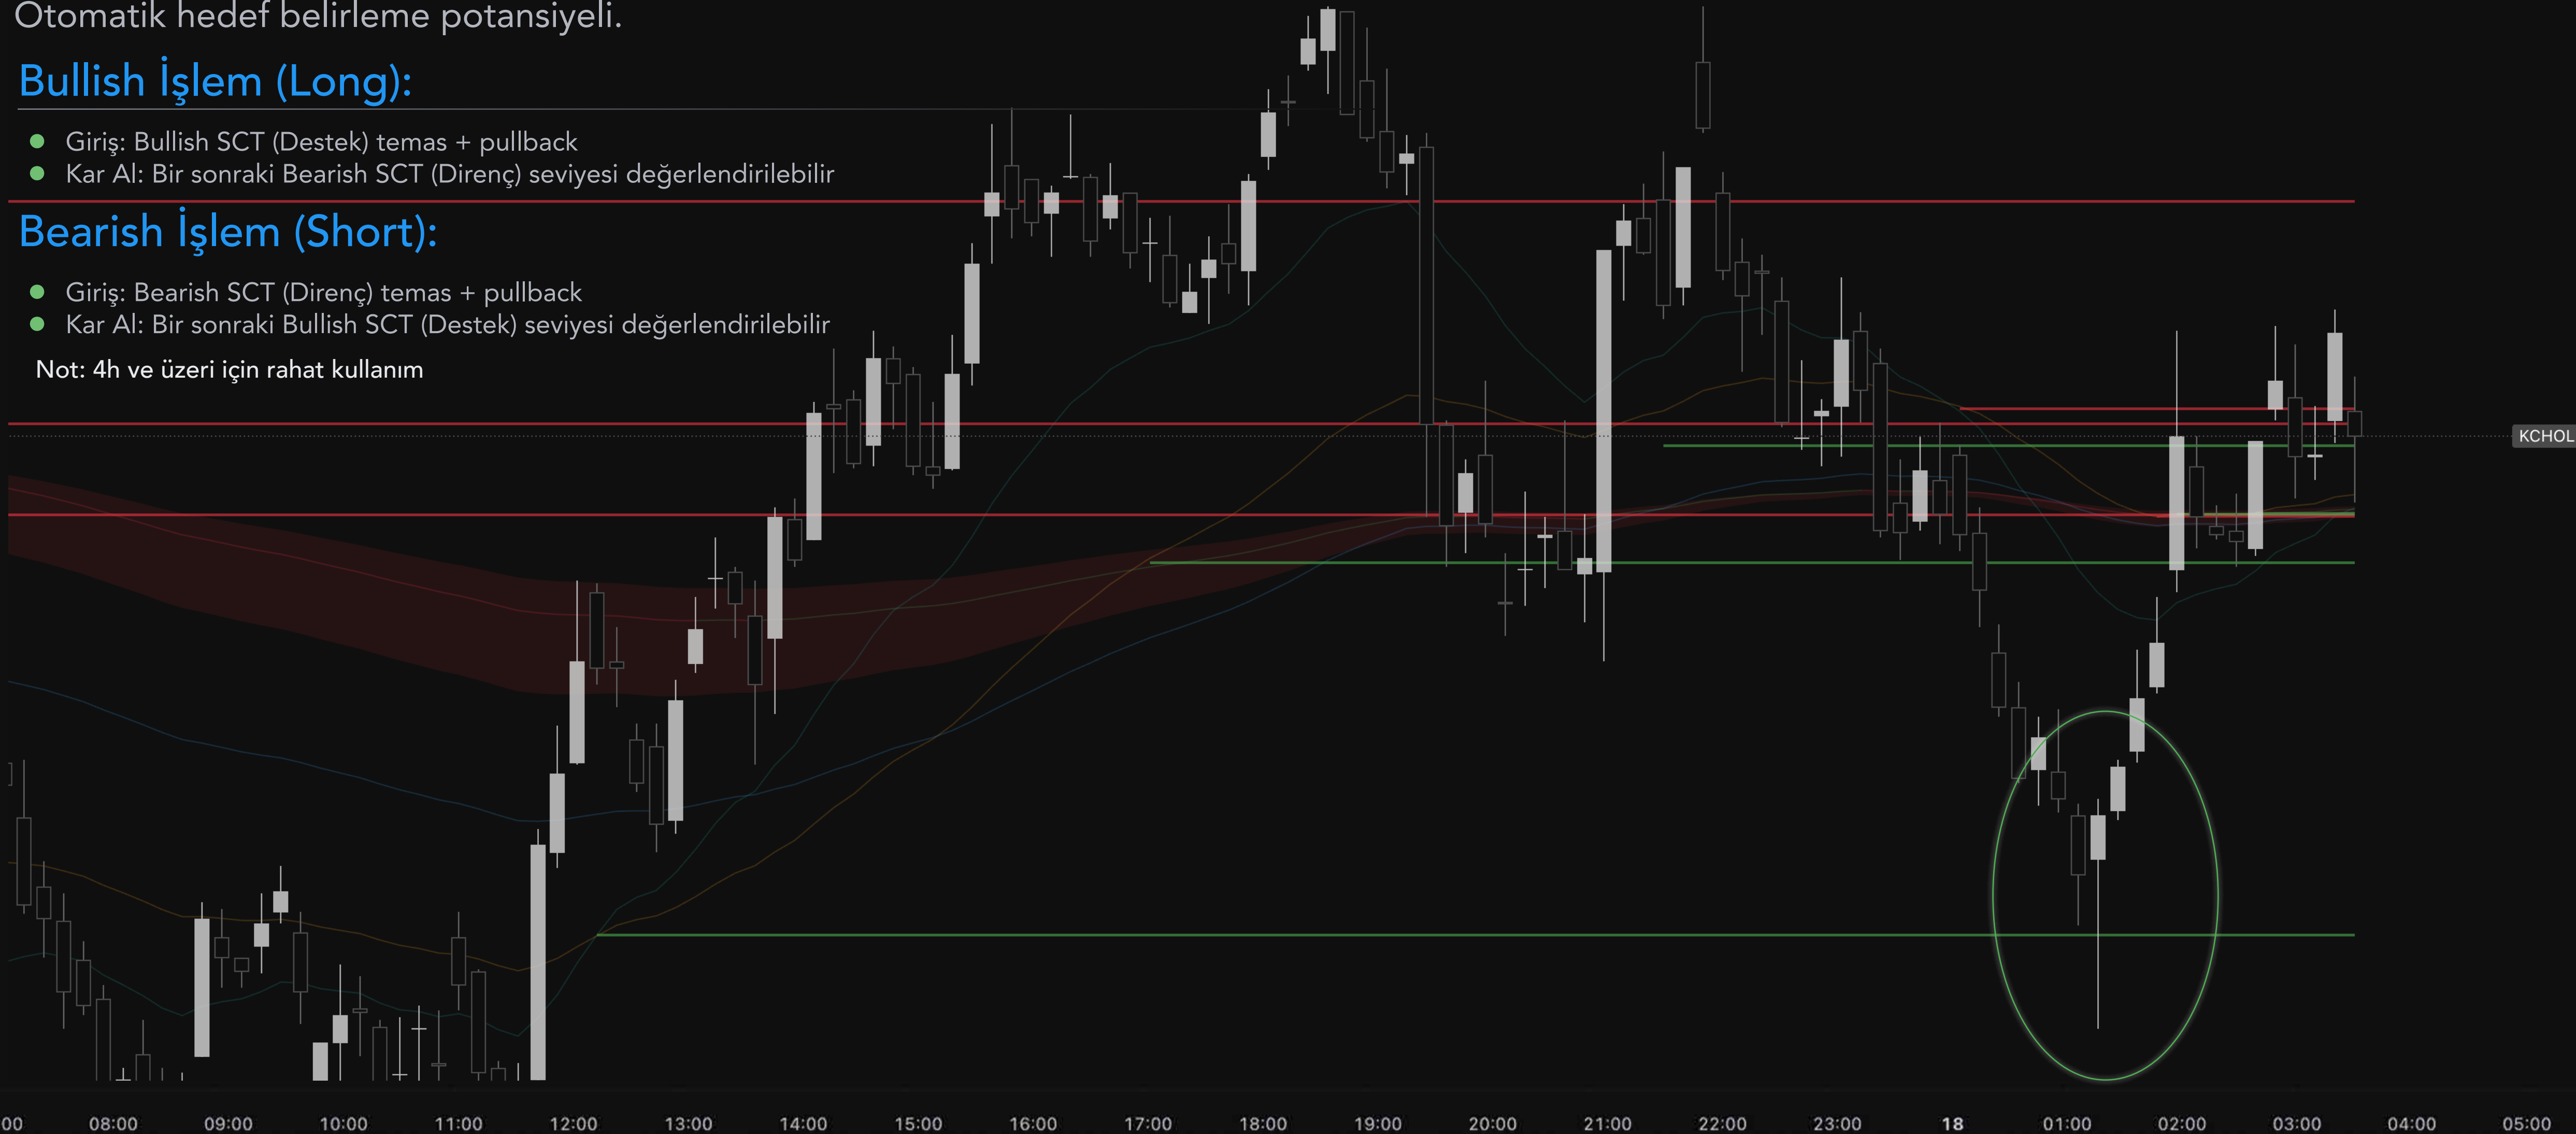 Otomatik hedef belirleme potansiyeli.
Bullish İşlem (Long):
Giriş: Bullish SCT (Destek) temas + pullback
Kar Al: Bir sonraki Bearish SCT (Direnç) seviyesi değerlendirilebilir
Bearish İşlem (Short):
Giriş: Bearish SCT (Direnç) temas + pullback
Kar Al: Bir sonraki Bullish SCT (Destek) seviyesi değerlendirilebilir
Not: 4h ve üzeri için rahat kullanım
KCHOL
:00 08:00 09:00 10:00 11:00 12:00 13:00 14:00 15:00 16:00 17:00 18:00 19:00 20:00 21:00 22:00 23:00 18 01:00 02:00 03:00 04:00 05:00